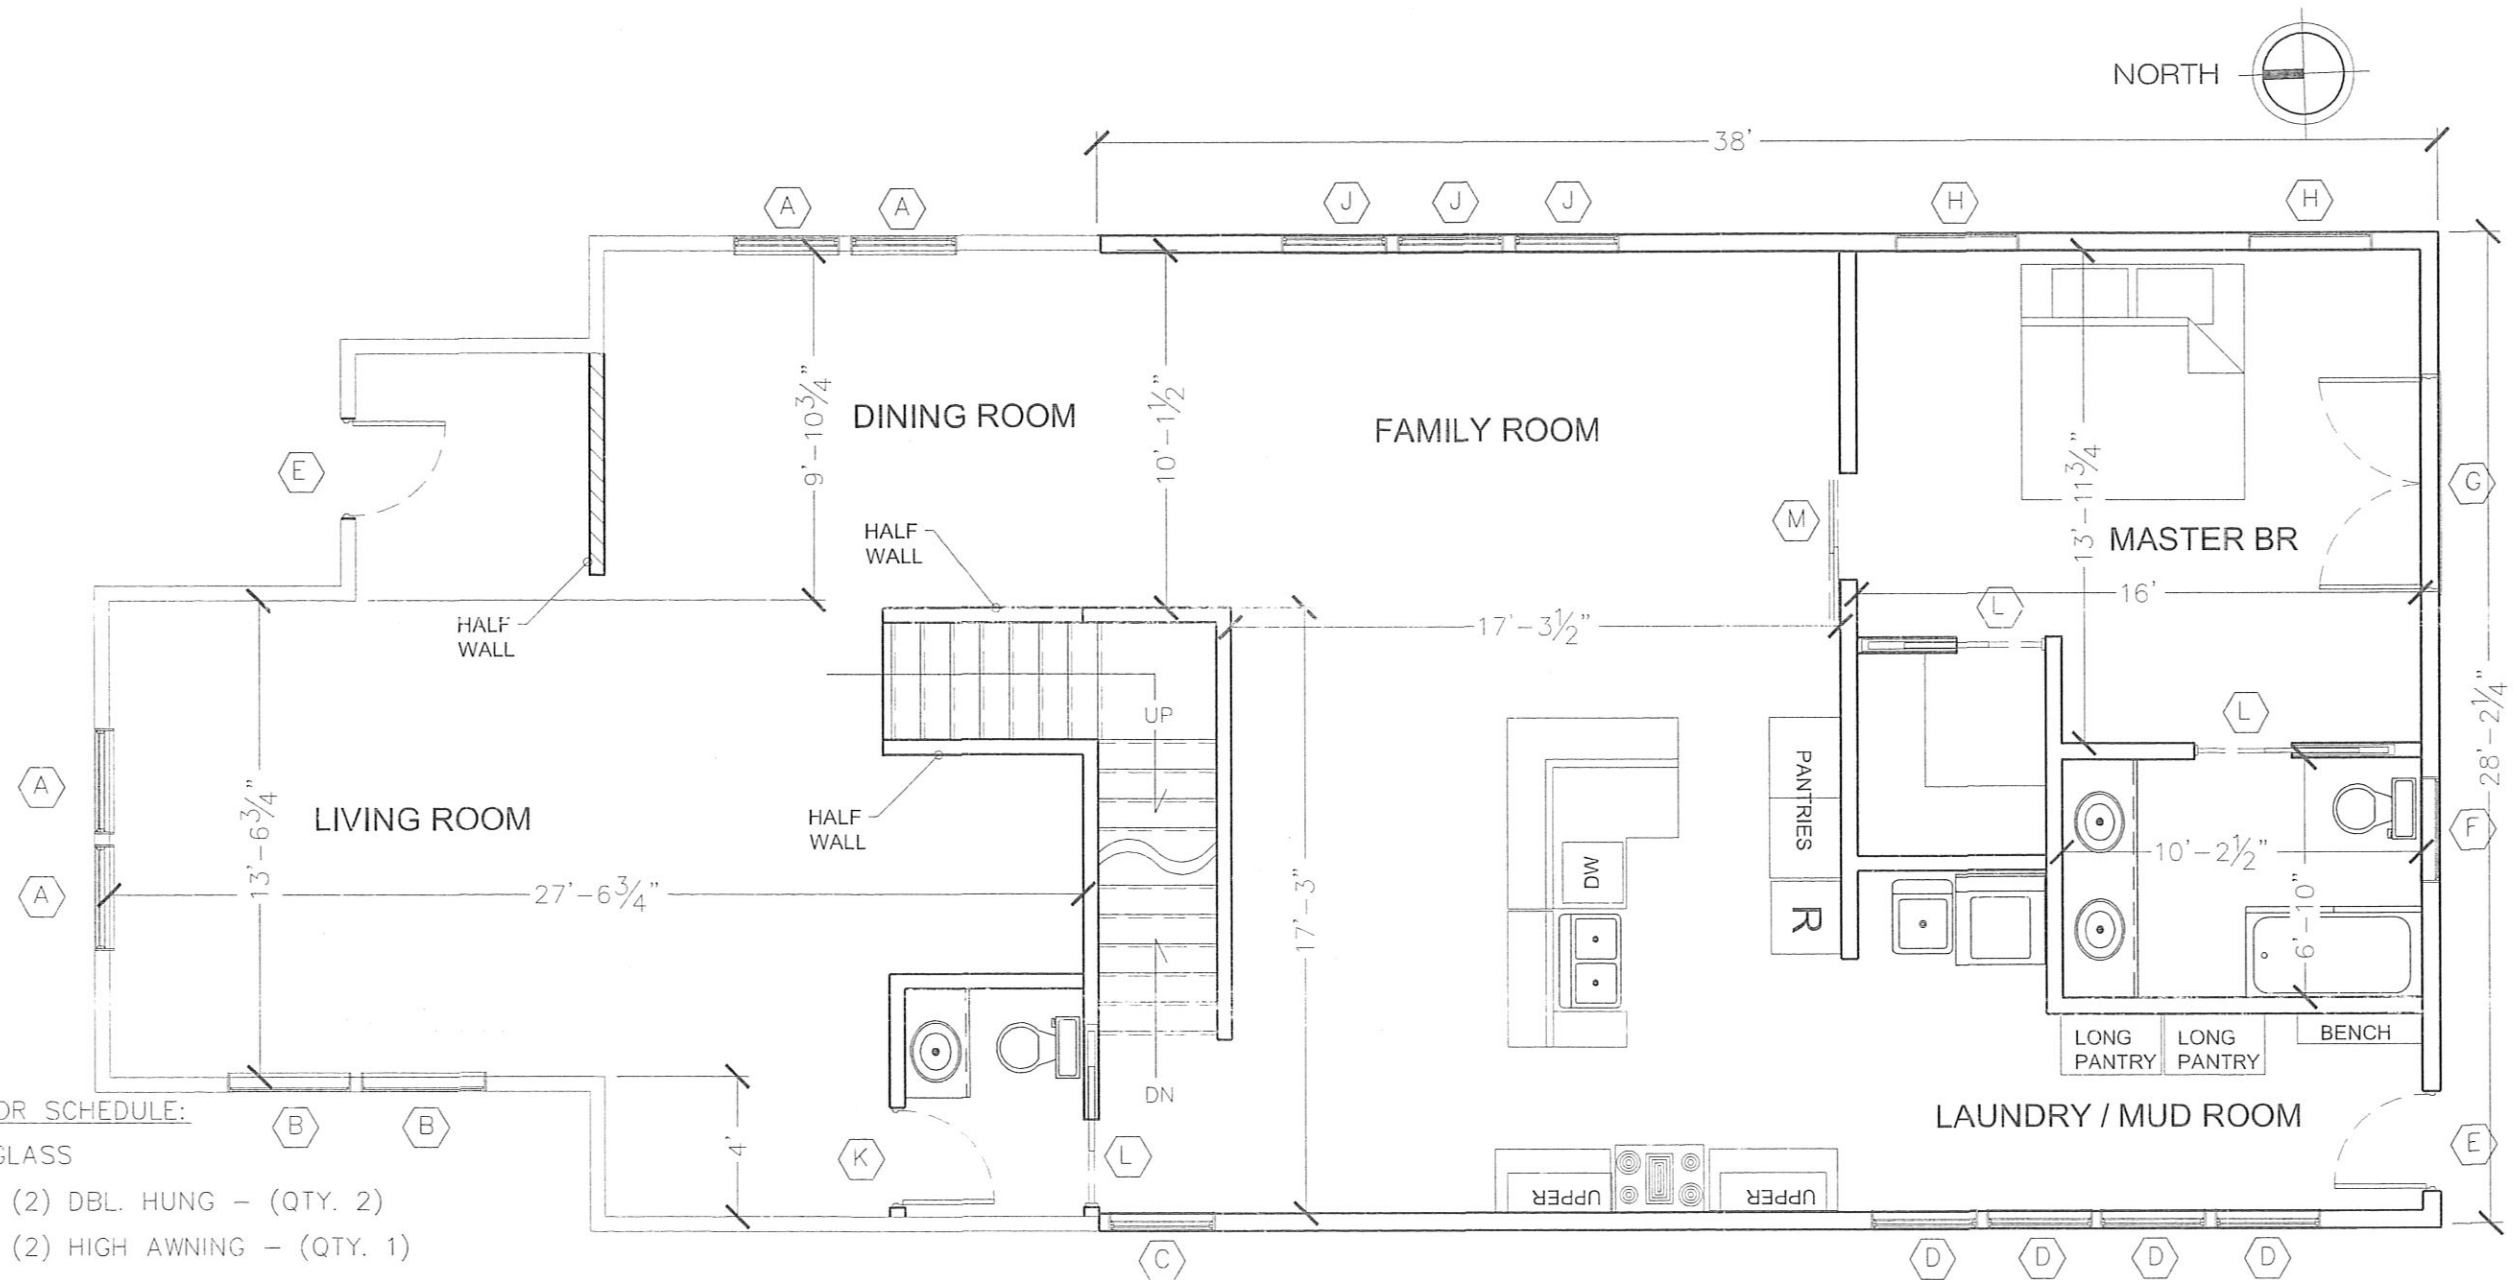 NORTH
38'
A
A
J
J
J
H
H
9'-10¾"
DINING ROOM
10'-1½"
FAMILY ROOM
13'-11¾"
MASTER BR
E
G
M
HALF
WALL
HALF
WALL
L
16'
17'-3½"
28'-2¼"
UP
L
A
A
LIVING ROOM
13'-6¾"
27'-6¾"
HALF
WALL
17'-3"
PANTRIES
DW
R
10'-2½"
F
6'-10"
LONG
PANTRY
LONG
PANTRY
BENCH
DN
4'
LAUNDRY / MUD ROOM
E
B
B
K
L
UPPER
UPPER
C
D
D
D
D
OR SCHEDULE:
GLASS
(2) DBL. HUNG – (QTY. 2)
(2) HIGH AWNING – (QTY. 1)